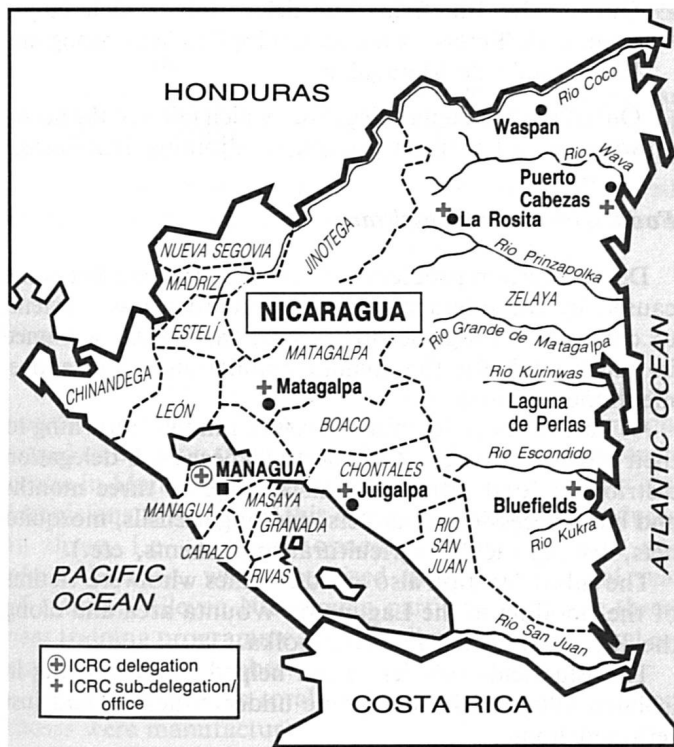 HONDURAS
Rio Coco
Waspan
Rio Wava
Puerto
Cabezas
La Rosita
NUEVA SEGOVIA
JINOTEGA
MADRIZ
Rio Prinzapolka
ZELAYA
NICARAGUA
ESTELÍ
Rio Grande de Matagalpa
MATAGALPA
CHINANDEGA
Rio Kurinwas
Matagalpa
LEÓN
Laguna
de Perlas
BOACO
ATLANTIC OCEAN
Rio Escondido
MANAGUA
CHONTALES
Juigalpa
Bluefields
MANAGUA
MASAYA
GRANADA
Rio Kukra
RIO
SAN
JUAN
CARAZO
RIVAS
PACIFIC
OCEAN
Rio San Juan
ICRC delegation
ICRC sub-delegation/
office
COSTA RICA